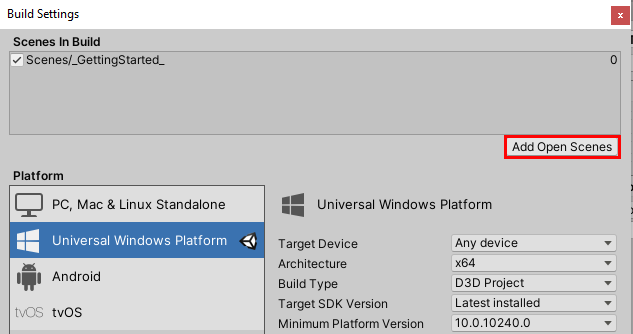 Build Settings
x
Scenes In Build
Scenes/_GettingStarted_ 0
Add Open Scenes
Platform
PC, Mac & Linux Standalone
Universal Windows Platform
Android
tvOS tvOS
Universal Windows Platform
Target Device Any device
Architecture x64
Build Type D3D Project
Target SDK Version Latest installed
Minimum Platform Version 10.0.10240.0